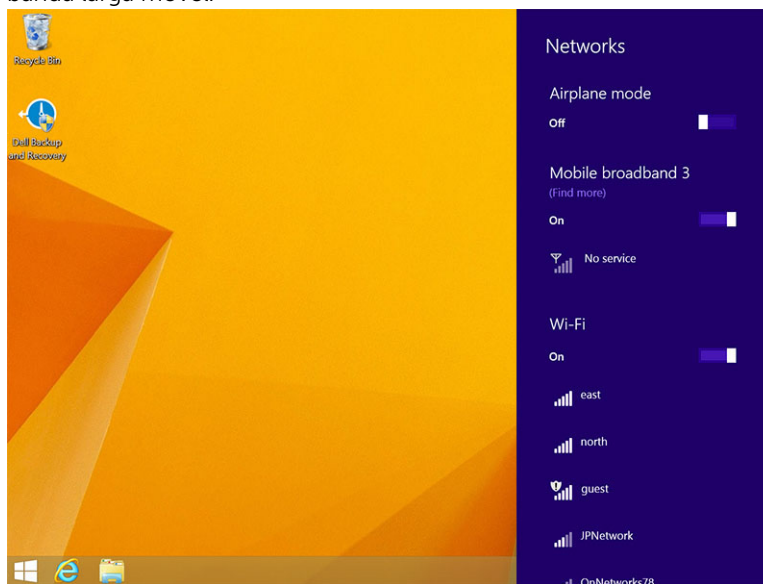 Networks
Airplane mode
Off
Mobile broadband 3
(Find more)
On
No service
Wi-Fi
On
east
north
guest
JPNetwork
OnNetworks78
Recycle Bin
Dell Backup
and Recovery